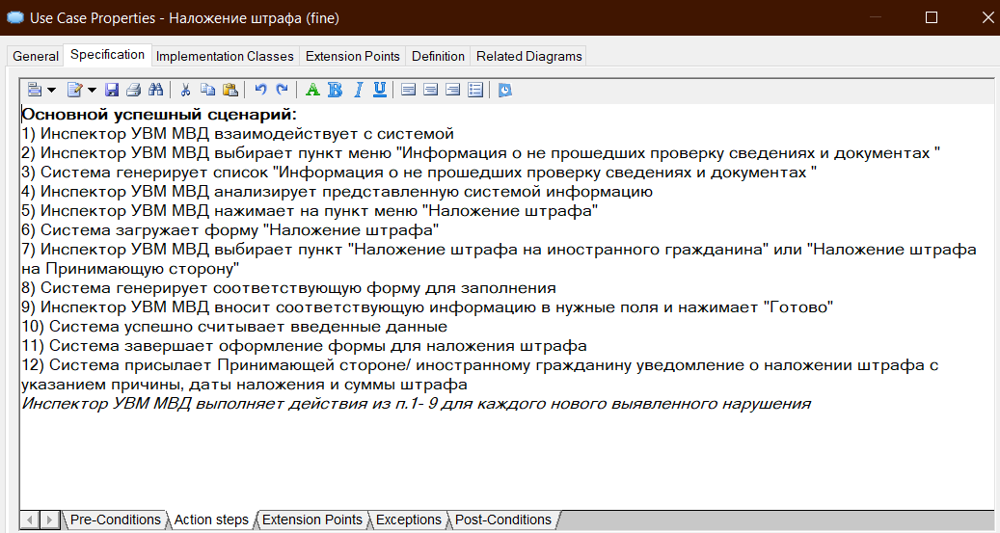 Use Case Properties - Наложение штрафа (fine)
General Specification Implementation Classes Extension Points Definition Related Diagrams
A B I U
Основной успешный сценарий:
1) Инспектор УВМ МВД взаимодействует с системой
2) Инспектор УВМ МВД выбирает пункт меню "Информация о не прошедших проверку сведениях и документах "
3) Система генерирует список "Информация о не прошедших проверку сведениях и документах "
4) Инспектор УВМ МВД анализирует представленную системой информацию
5) Инспектор УВМ МВД нажимает на пункт меню "Наложение штрафа"
6) Система загружает форму "Наложение штрафа"
7) Инспектор УВМ МВД выбирает пункт "Наложение штрафа на иностранного гражданина" или "Наложение штрафа
на Принимающую сторону"
8) Система генерирует соответствующую форму для заполнения
9) Инспектор УВМ МВД вносит соответствующую информацию в нужные поля и нажимает "Готово"
10) Система успешно считывает введенные данные
11) Система завершает оформление формы для наложения штрафа
12) Система присылает Принимающей стороне/ иностранному гражданину уведомление о наложении штрафа с
указанием причины, даты наложения и суммы штрафа
Инспектор УВМ МВД выполняет действия из п.1- 9 для каждого нового выявленного нарушения
Pre-Conditions Action steps Extension Points Exceptions Post-Conditions